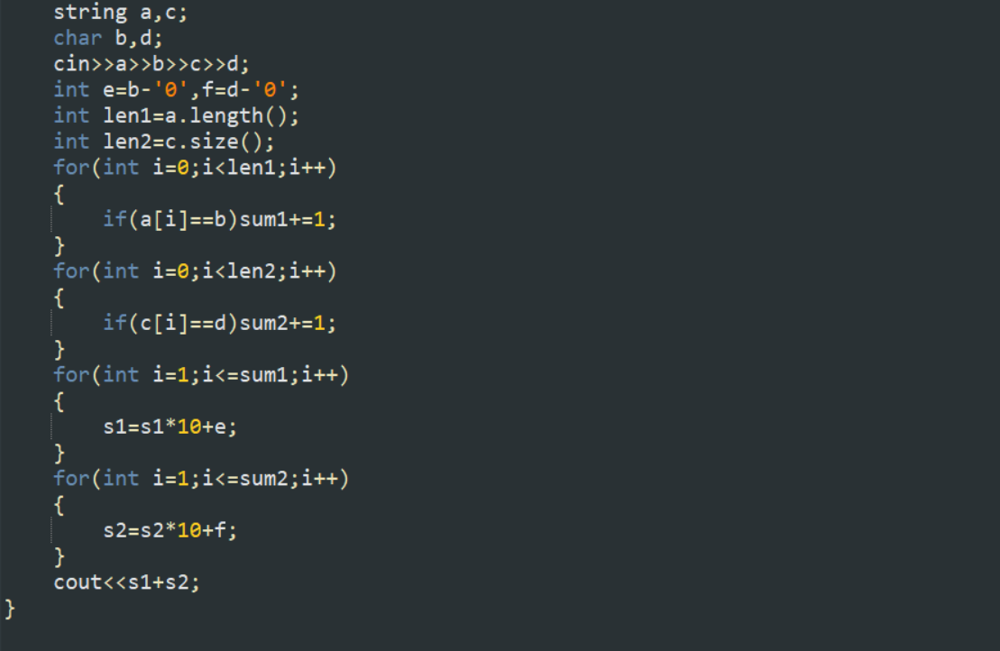 string a,c;
char b,d;
cin>>a>>b>>c>>d;
int e=b-'0',f=d-'0';
int len1=a.length();
int len2=c.size();
for(int i=0;i<len1;i++)
{
if(a[i]==b)sum1+=1;
}
for(int i=0;i<len2;i++)
{
if(c[i]==d)sum2+=1;
}
for(int i=1;i<=sum1;i++)
{
s1=s1*10+e;
}
for(int i=1;i<=sum2;i++)
{
s2=s2*10+f;
}
cout<<s1+s2;
}